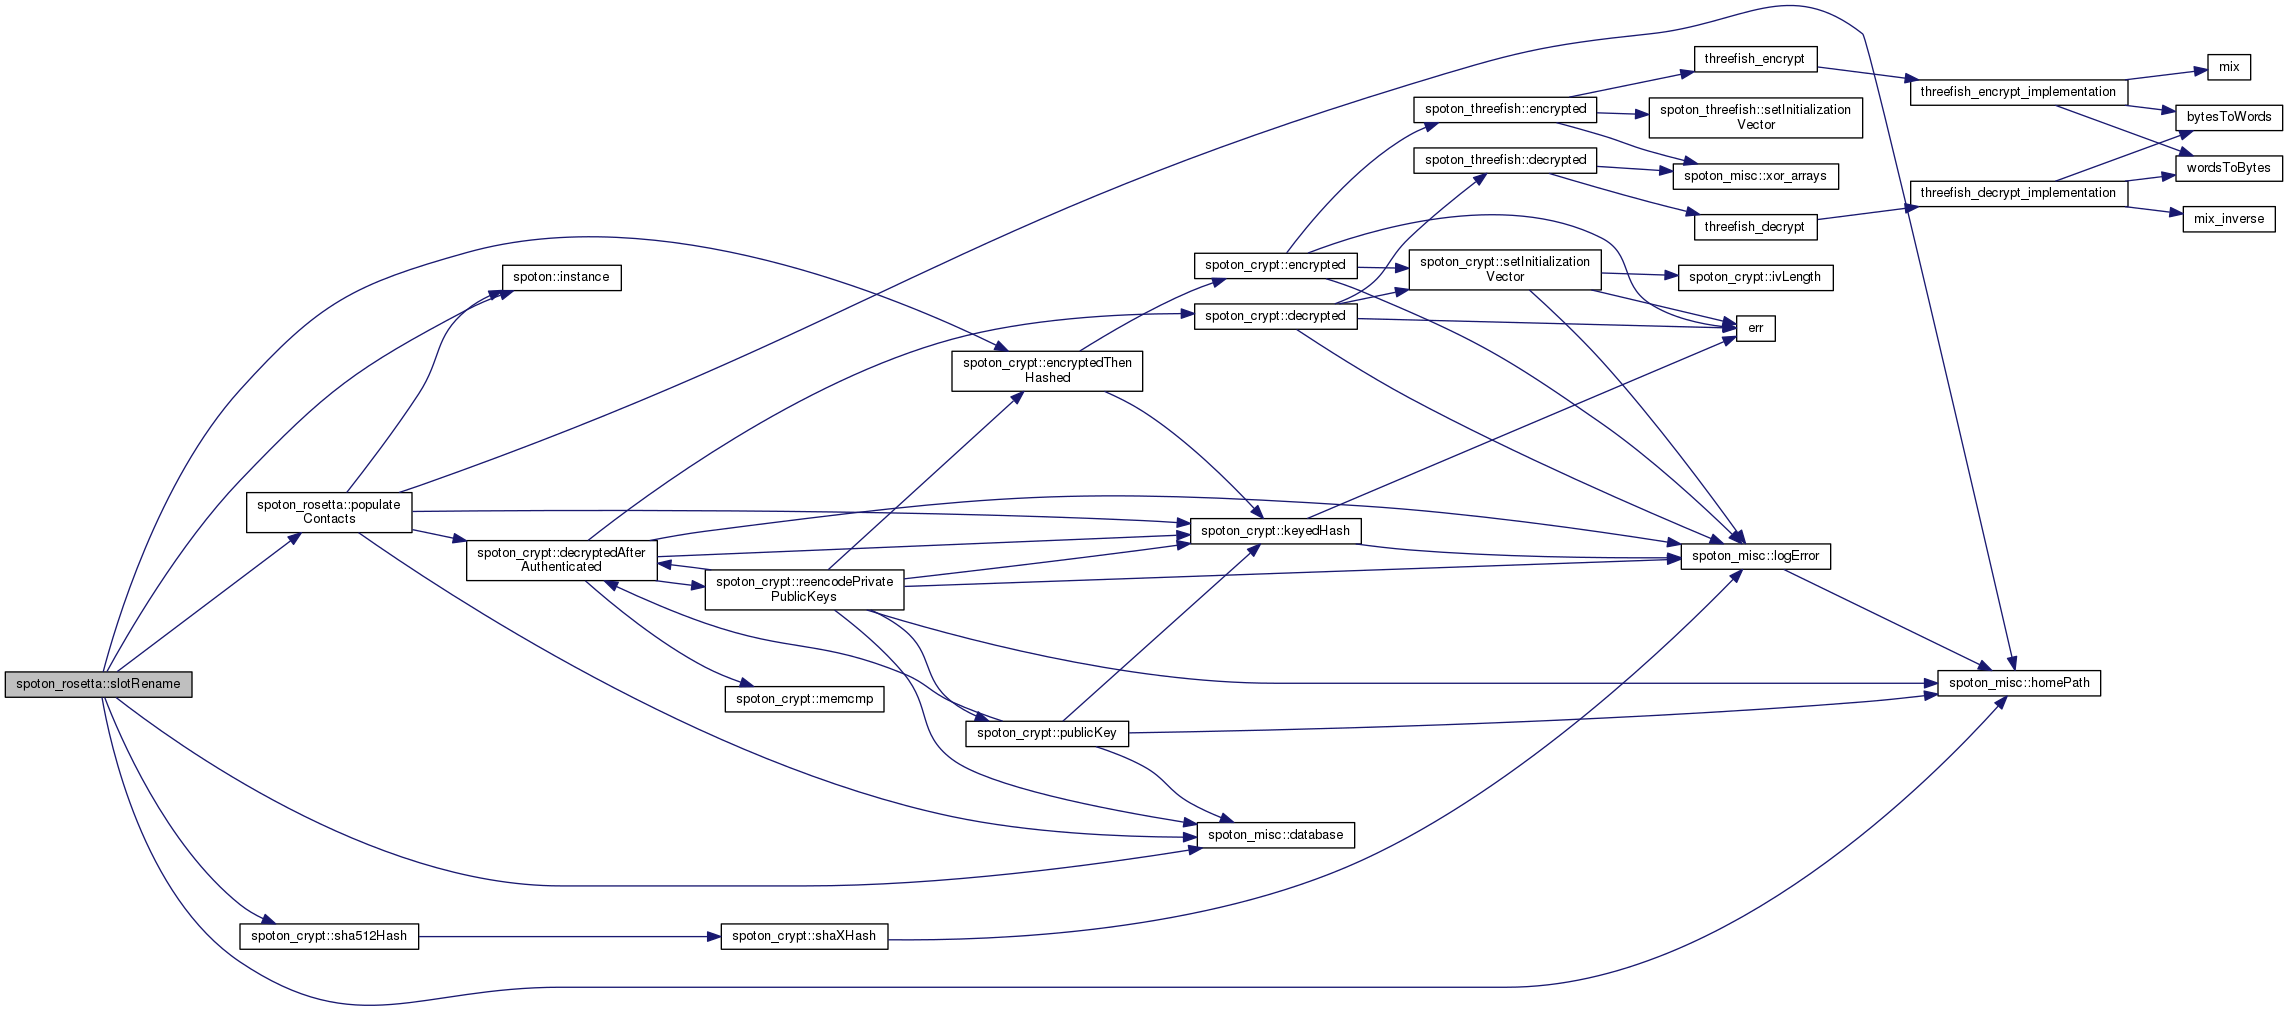 threefish_encrypt
mix
threefish_encrypt_implementation
spoton_threefish::encrypted
spoton_threefish::setInitialization
Vector
bytesToWords
spoton_threefish::decrypted
spoton_misc::xor_arrays
wordsToBytes
threefish_decrypt_implementation
threefish_decrypt
mix_inverse
spoton::instance
spoton_crypt::encrypted
spoton_crypt::setInitialization
Vector
spoton_crypt::ivLength
spoton_crypt::decrypted
err
spoton_crypt::encryptedThen
Hashed
spoton_rosetta::populate
Contacts
spoton_crypt::keyedHash
spoton_crypt::decryptedAfter
Authenticated
spoton_misc::logError
spoton_crypt::reencodePrivate
PublicKeys
spoton_rosetta::slotRename
spoton_crypt::memcmp
spoton_misc::homePath
spoton_crypt::publicKey
spoton_misc::database
spoton_crypt::sha512Hash
spoton_crypt::shaXHash